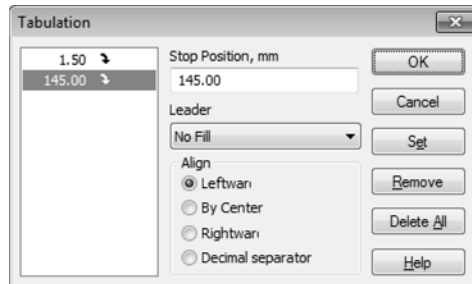 Tabulation
1.50
145.00
Stop Position, mm
145.00
Leader
No Fill
Align
Leftwar
By Center
Rightwar
Decimal separator
OK
Cancel
Set
Remove
Delete All
Help